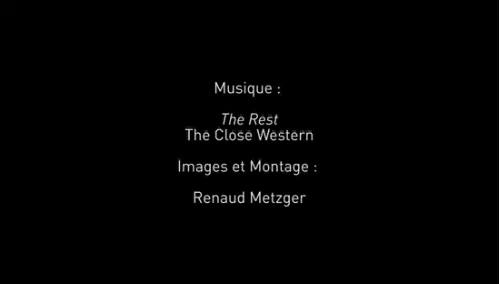 Musique :
The Rest
The Close Western
Images et Montage :
Renaud Metzger